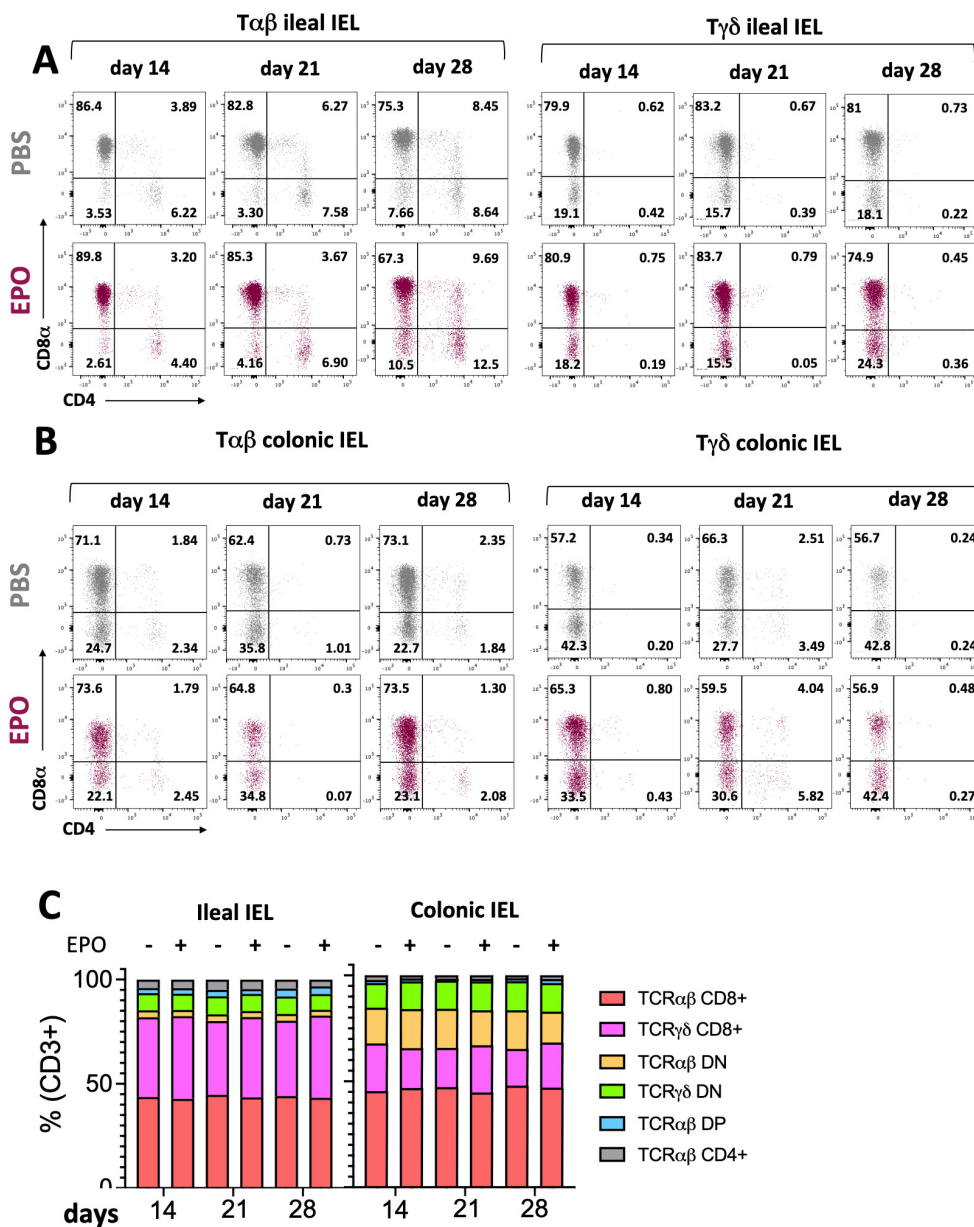 Tαβ ileal IEL Tγδ ileal IEL
A
day 14 day 21 day 28 day 14 day 21 day 28
PBS
86.4 3.89 82.8 6.27 75.3 8.45 79.9 0.62 83.2 0.67 81 0.73
3.53 6.22 3.30 7.58 7.66 8.64 19.1 0.42 15.7 0.39 18.1 0.22
EPO
89.8 3.20 85.3 3.67 67.3 9.69 80.9 0.75 83.7 0.79 74.9 0.45
2.61 4.40 4.16 6.90 10.5 12.5 18.2 0.19 15.5 0.05 24.3 0.36
CD8α
CD4
B
Tαβ colonic IEL Tγδ colonic IEL
day 14 day 21 day 28 day 14 day 21 day 28
PBS
71.1 1.84 62.4 0.73 73.1 2.35 57.2 0.34 66.3 2.51 56.7 0.24
24.7 2.34 35.8 1.01 22.7 1.84 42.3 0.20 27.7 3.49 42.8 0.24
EPO
73.6 1.79 64.8 0.3 73.5 1.30 65.3 0.80 59.5 4.04 56.9 0.48
22.1 2.45 34.8 0.07 23.1 2.08 33.5 0.43 30.6 5.82 42.4 0.27
CD8α
CD4
C
Ileal IEL Colonic IEL
EPO - + - + - + - + - + - +
100
50
0
% (CD3+)
TCRαβ CD8+
TCRγδ CD8+
TCRαβ DN
TCRγδ DN
TCRαβ DP
TCRαβ CD4+
days 14 21 28 14 21 28